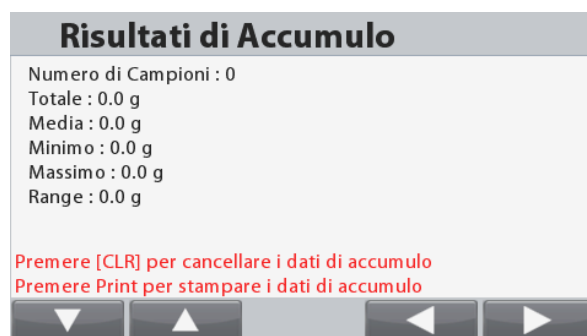 Risultati di Accumulo
Numero di Campioni : 0
Totale : 0.0 g
Media : 0.0 g
Minimo : 0.0 g
Massimo : 0.0 g
Range : 0.0 g
Premere [CLR] per cancellare i dati di accumulo
Premere Print per stampare i dati di accumulo